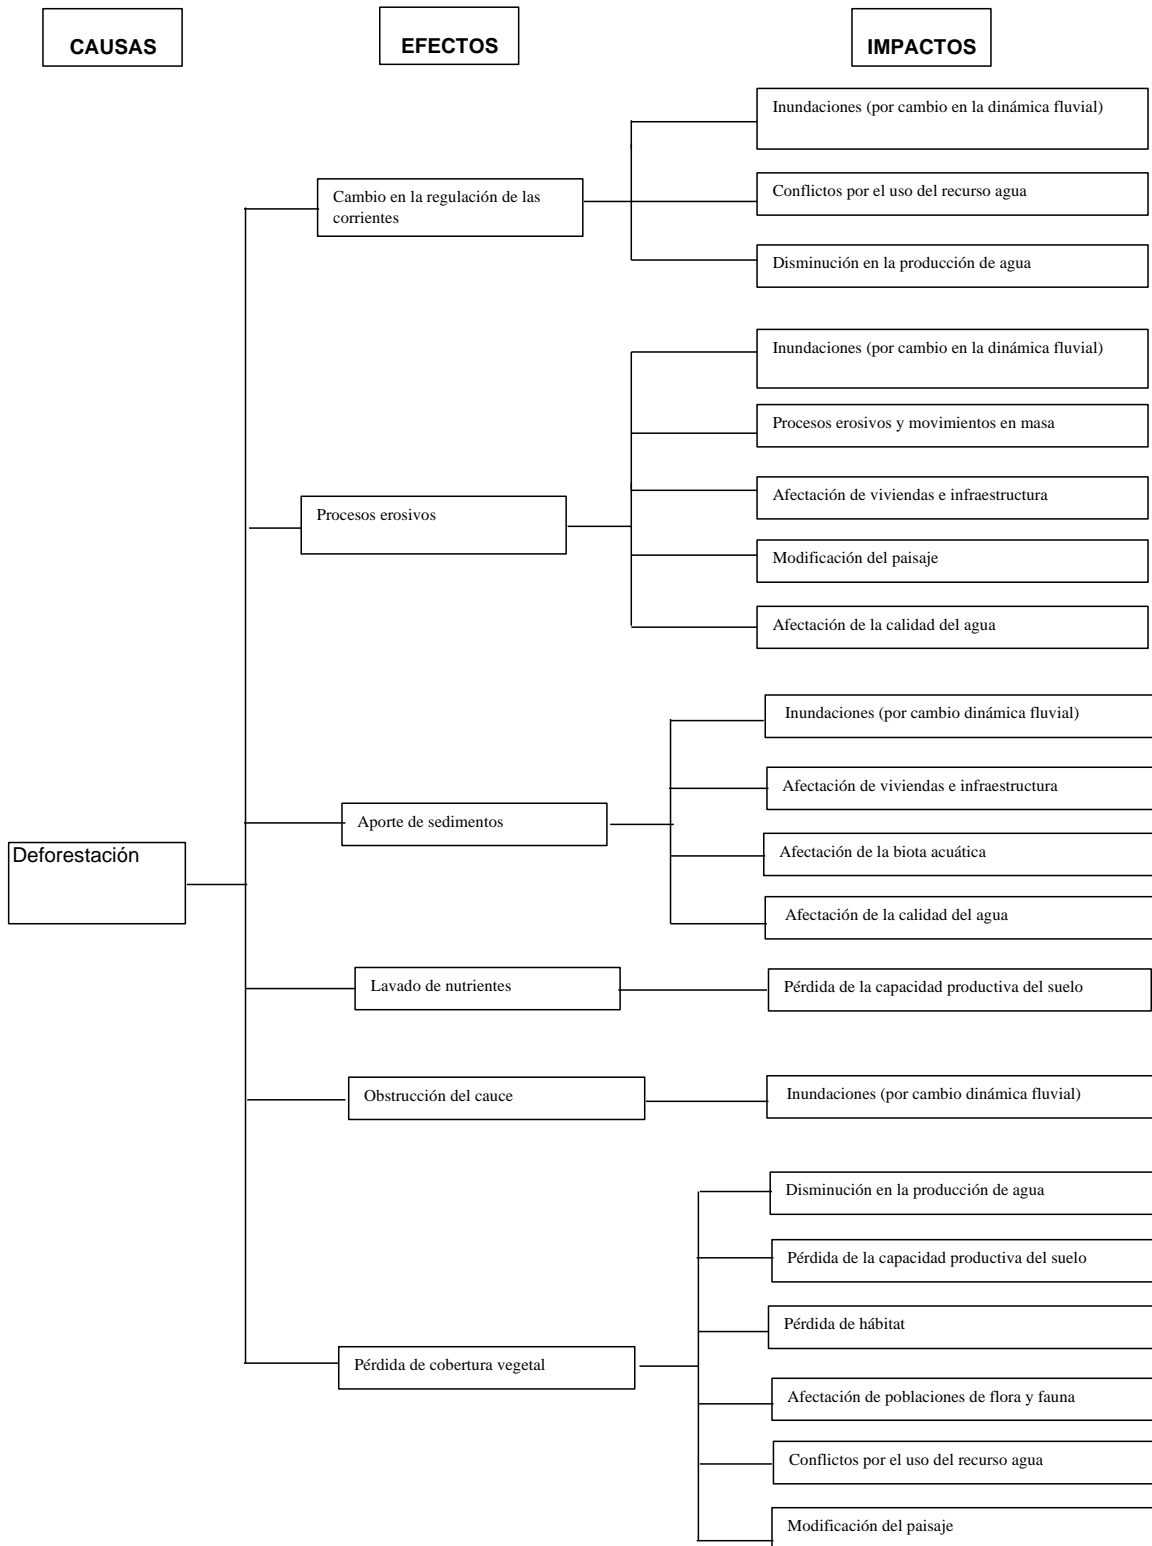 CAUSAS
EFECTOS
IMPACTOS
Inundaciones (por cambio en la dinámica fluvial)
Cambio en la regulación de las
corrientes
Conflictos por el uso del recurso agua
Disminución en la producción de agua
Inundaciones (por cambio en la dinámica fluvial)
Procesos erosivos y movimientos en masa
Procesos erosivos
Afectación de viviendas e infraestructura
Modificación del paisaje
Afectación de la calidad del agua
Inundaciones (por cambio dinámica fluvial)
Afectación de viviendas e infraestructura
Aporte de sedimentos
Deforestación
Afectación de la biota acuática
Afectación de la calidad del agua
Lavado de nutrientes
Pérdida de la capacidad productiva del suelo
Obstrucción del cauce
Inundaciones (por cambio dinámica fluvial)
Disminución en la producción de agua
Pérdida de la capacidad productiva del suelo
Pérdida de hábitat
Pérdida de cobertura vegetal
Afectación de poblaciones de flora y fauna
Conflictos por el uso del recurso agua
Modificación del paisaje